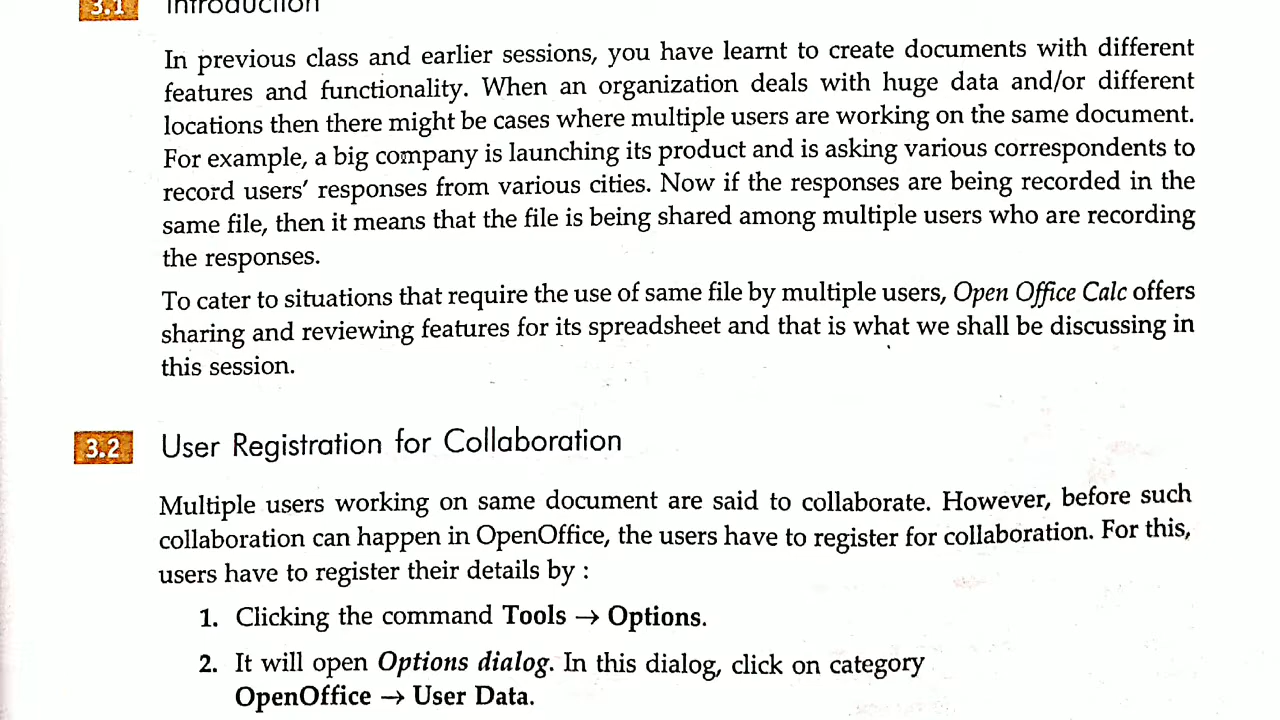 3.1 Introduction
In previous class and earlier sessions, you have learnt to create documents with different
features and functionality. When an organization deals with huge data and/or different
locations then there might be cases where multiple users are working on the same document.
For example, a big company is launching its product and is asking various correspondents to
record users' responses from various cities. Now if the responses are being recorded in the
same file, then it means that the file is being shared among multiple users who are recording
the responses.
To cater to situations that require the use of same file by multiple users, Open Office Calc offers
sharing and reviewing features for its spreadsheet and that is what we shall be discussing in
this session.
3.2 User Registration for Collaboration
Multiple users working on same document are said to collaborate. However, before such
collaboration can happen in OpenOffice, the users have to register for collaboration. For this,
users have to register their details by :
1. Clicking the command Tools → Options.
2. It will open Options dialog. In this dialog, click on category
OpenOffice → User Data.